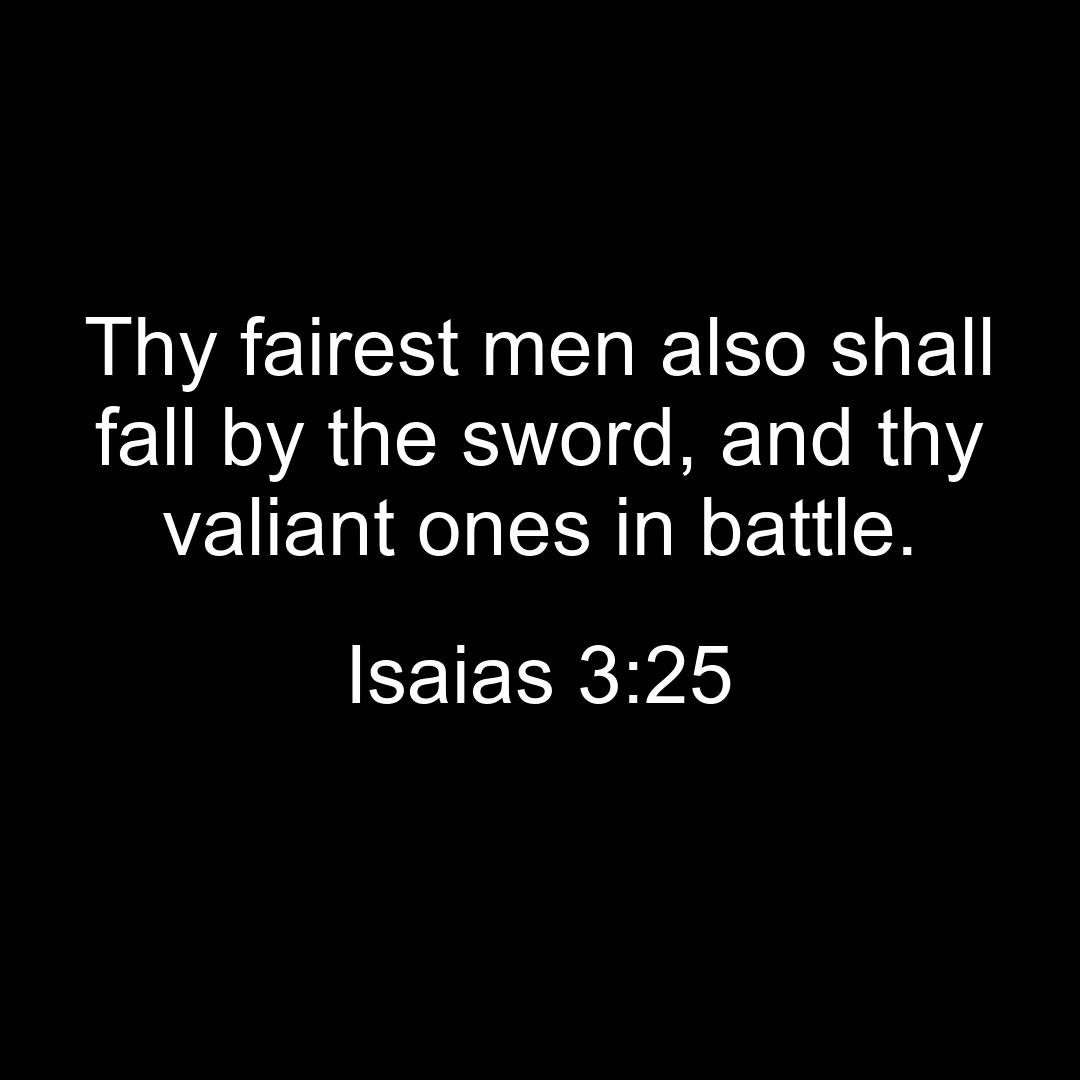 Thy fairest men also shall
fall by the sword, and thy
valiant ones in battle.
Isaias 3:25